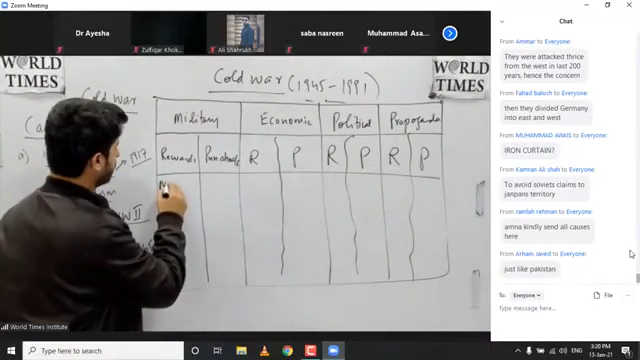 Zoom Meeting
Dr Ayesha
Zulfiqar Khok...
Ali Shahrukh
saba nasreen
Muhammad Asa...
WORLD
TIMES
Cold war (1945-1991)
WORLD
TIMES
Cold war
Military
Economic
Political
Propaganda
a)
1917
Rewards
Punishments
R
P
R
P
R
P
W II
World Times Institute
Chat
From Ammar to Everyone:
They were attacked thrice
from the west in last 200
years, hence the concern
From Fahad baloch to Everyone:
then they divided Germany
into east and west
From MUHAMMAD AWAIS to Everyone:
IRON CURTAIN?
From Kamran Ali shah to Everyone:
To avoid soviets claims to
janpans territory
From ramlah rehman to Everyone:
amna kindly send all causes
here
From Arham Javed to Everyone:
just like pakistan
To: Everyone
File
Type message here...
Type here to search
ENG
3:20 PM
13-Jan-21